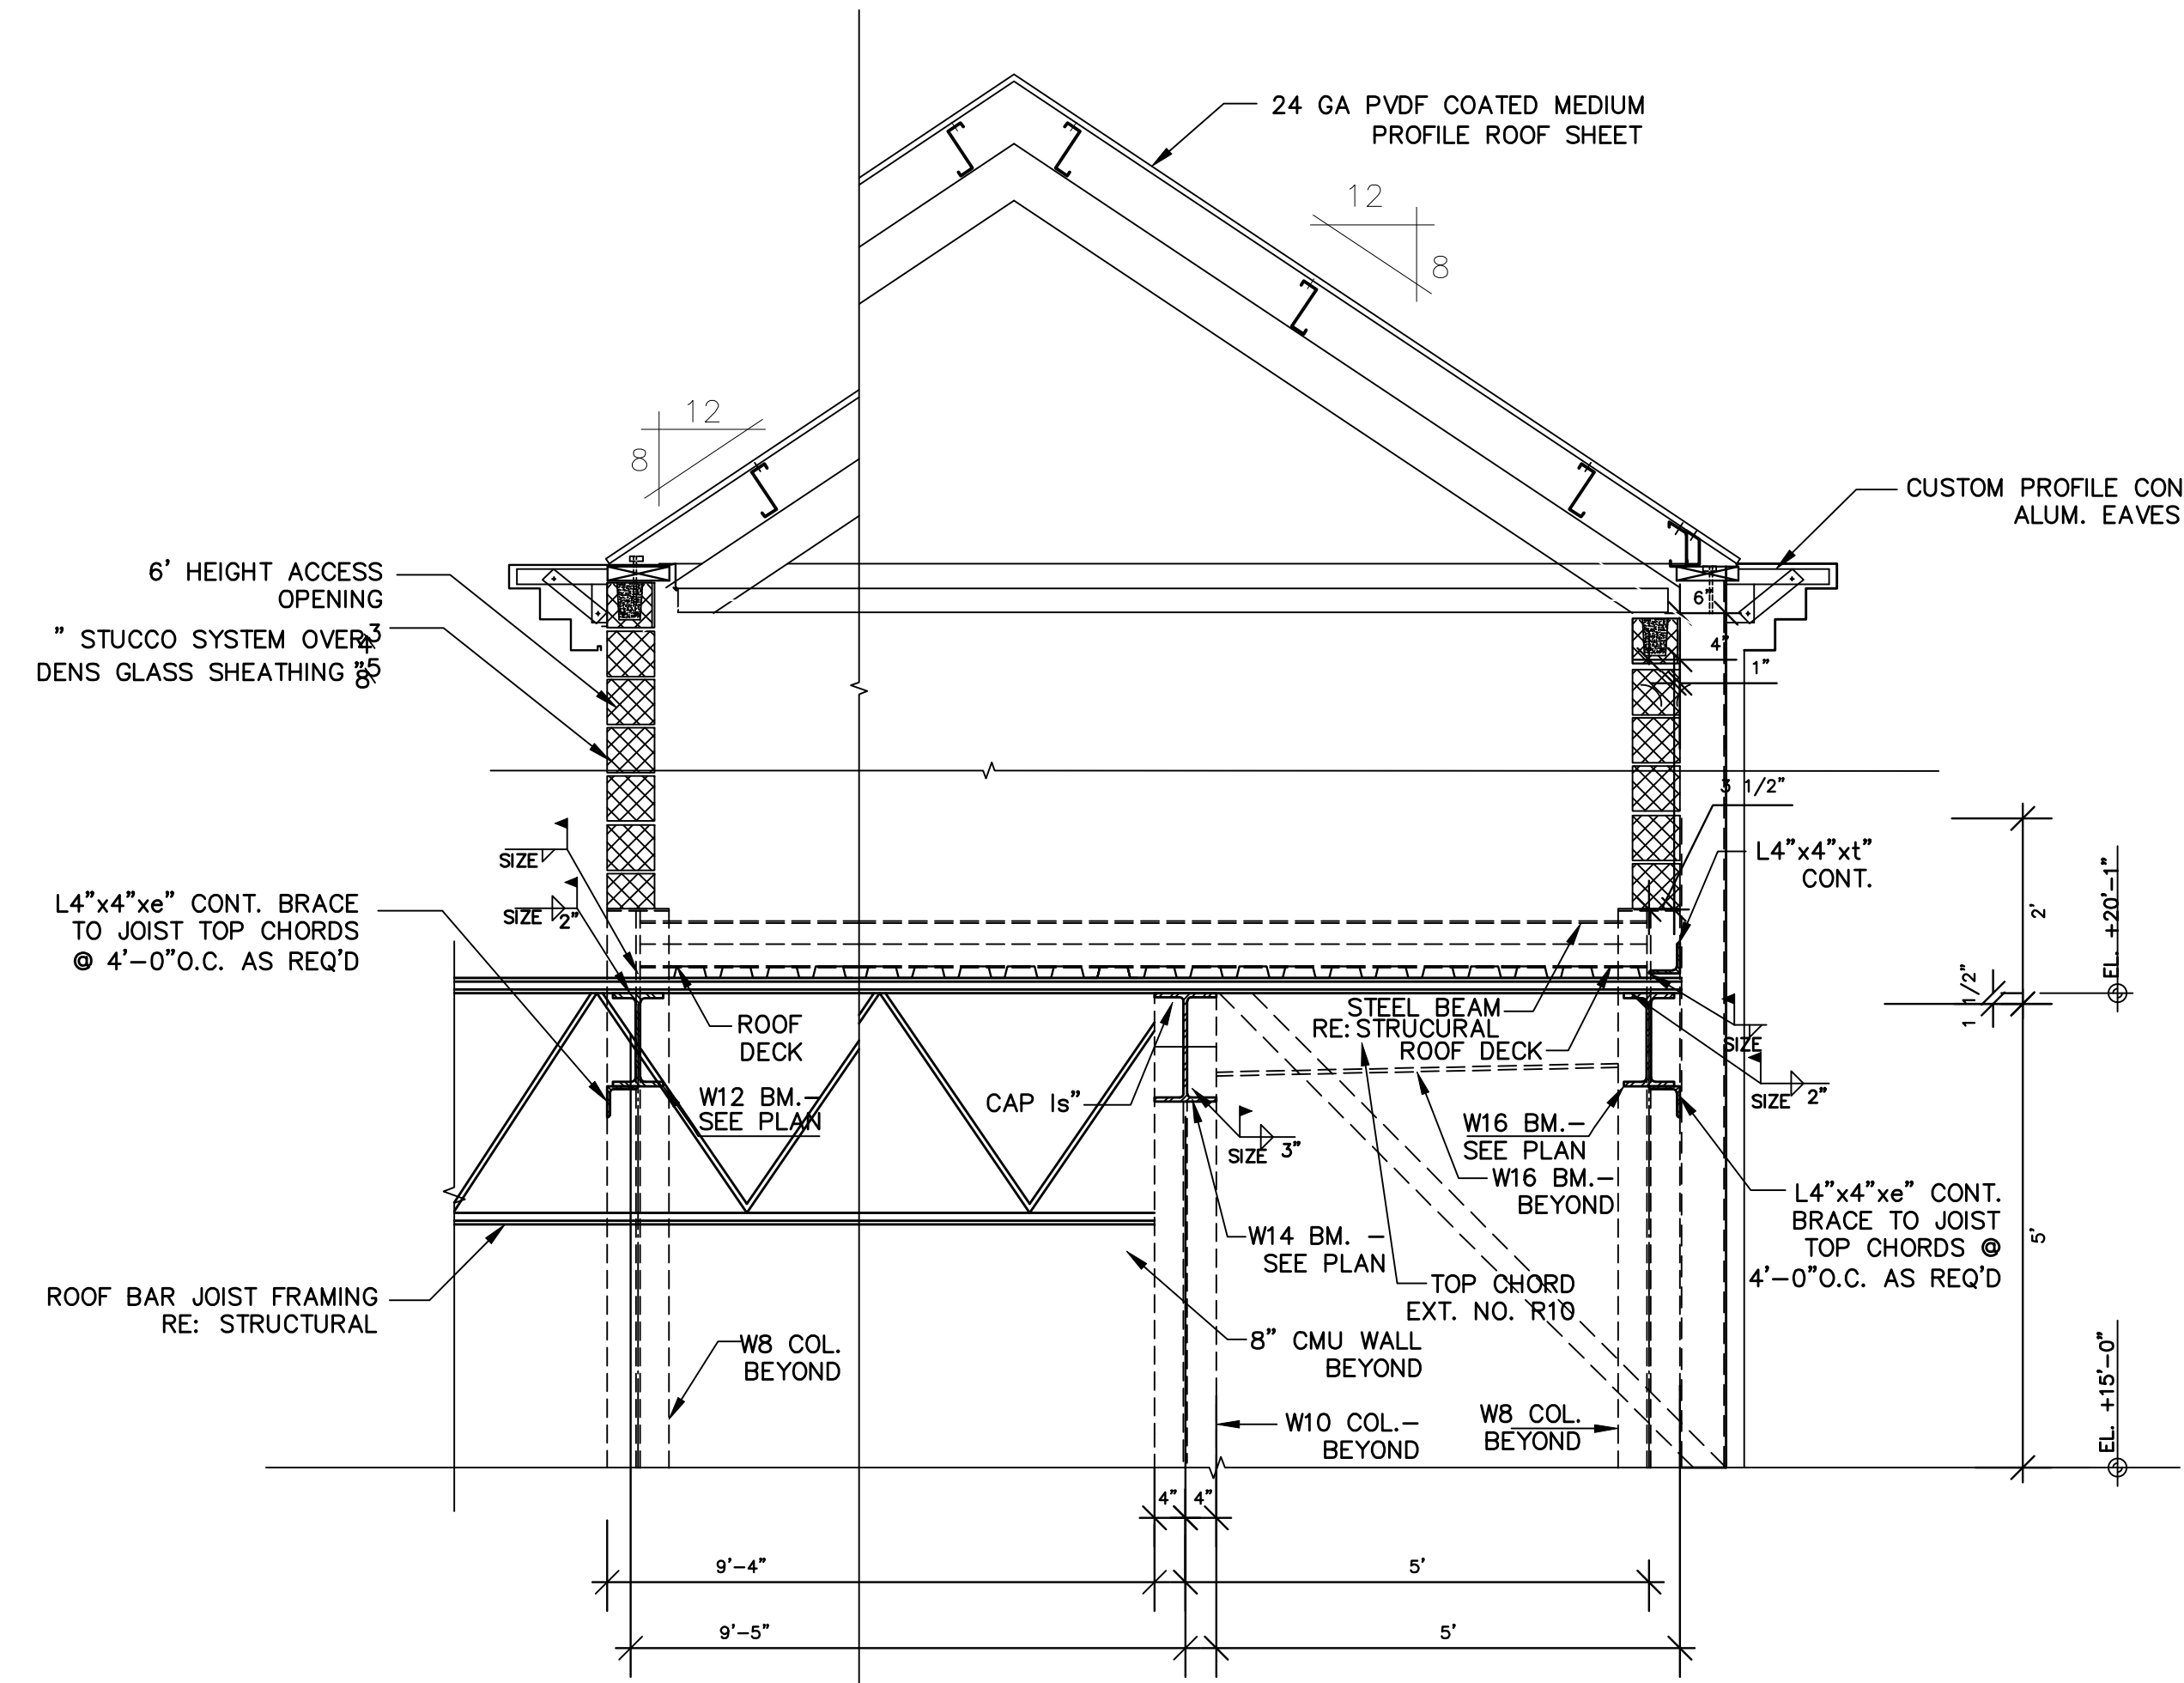 24 GA PVDF COATED MEDIUM
PROFILE ROOF SHEET
12
8
12
8
CUSTOM PROFILE CON
ALUM. EAVES
6' HEIGHT ACCESS
OPENING
3
4
" STUCCO SYSTEM OVER
5
8
DENS GLASS SHEATHING "
6"
4"
1"
3 1/2"
L4"x4"xt"
CONT.
SIZE
SIZE 2"
L4"x4"xe" CONT. BRACE
TO JOIST TOP CHORDS
@ 4'-0"O.C. AS REQ'D
2'
EL. +20'-1"
1 1/2"
ROOF
DECK
STEEL BEAM
RE: STRUCURAL
ROOF DECK
SIZE
SIZE 2"
W12 BM.-
SEE PLAN
CAP Is"
SIZE 3"
W16 BM.-
SEE PLAN
W16 BM.-
BEYOND
L4"x4"xe" CONT.
BRACE TO JOIST
TOP CHORDS @
4'-0"O.C. AS REQ'D
5'
W14 BM. -
SEE PLAN
TOP CHORD
EXT. NO. R10
ROOF BAR JOIST FRAMING
RE: STRUCTURAL
8" CMU WALL
BEYOND
W8 COL.
BEYOND
EL. +15'-0"
W10 COL.-
BEYOND
W8 COL.
BEYOND
4"
4"
9'-4"
5'
9'-5"
5'